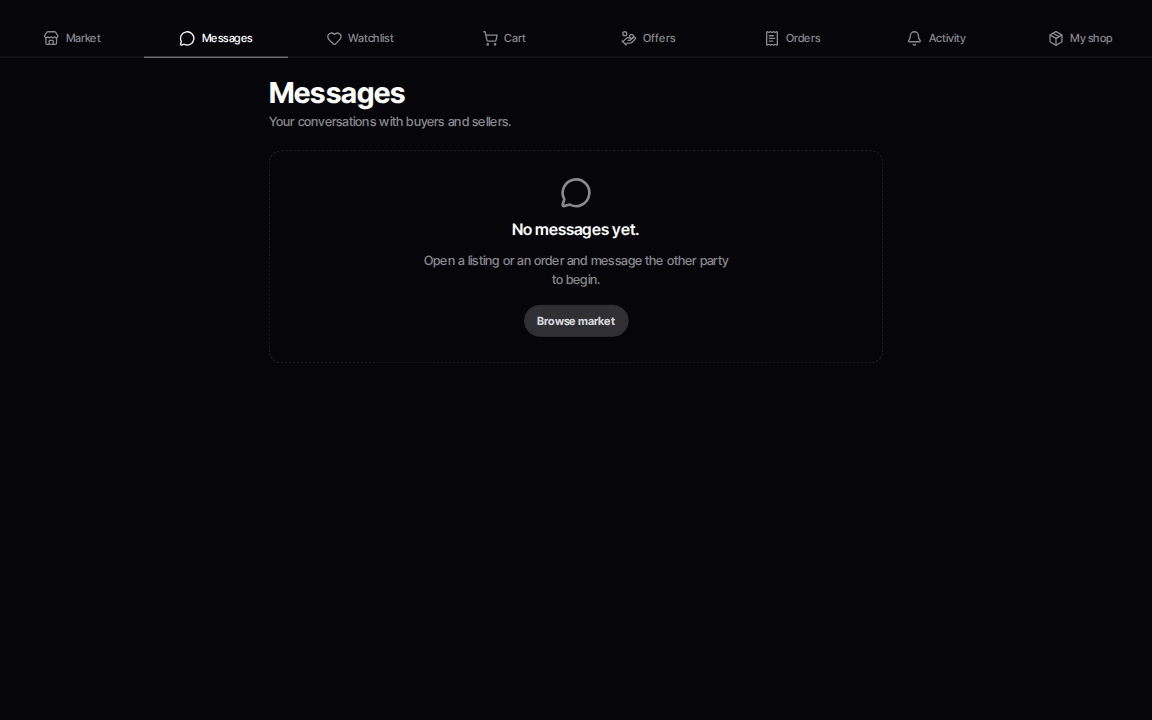 Market
Messages
Watchlist
Cart
Offers
Orders
Activity
My shop
Messages
Your conversations with buyers and sellers.
No messages yet.
Open a listing or an order and message the other party
to begin.
Browse market